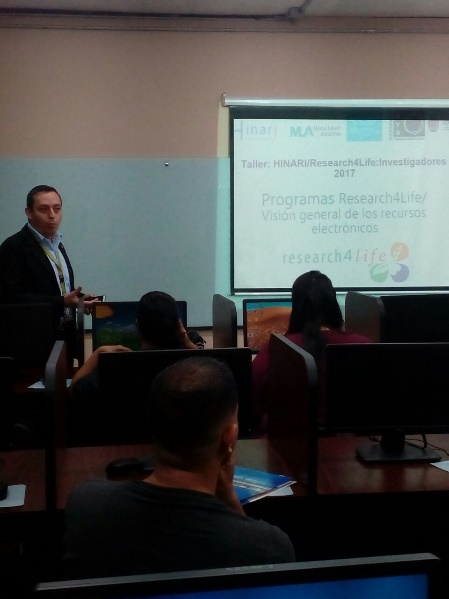 Hinari
MLA
Taller: HINARI/Research4Life:Investigadores
2017
Programas Research4Life/
Visión general de los recursos
electrónicos
research4life